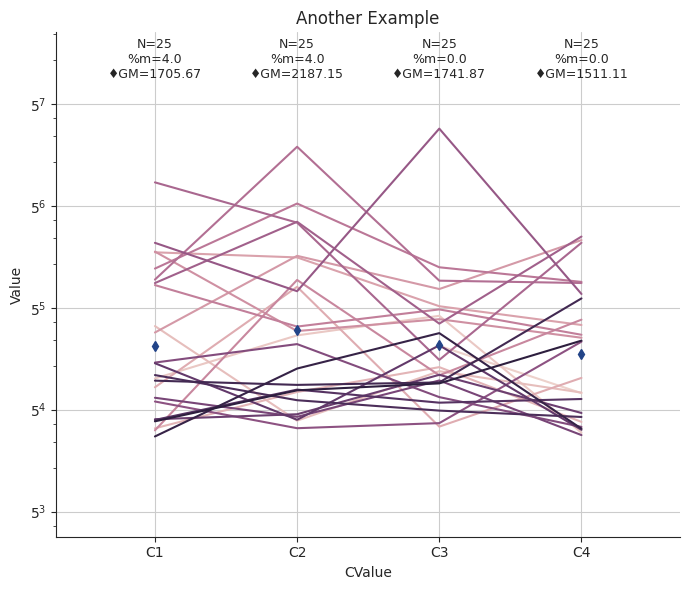 Another Example
N=25 N=25 N=25 N=25
%m=4.0 %m=4.0 %m=0.0 %m=0.0
♦GM=1705.67 ♦GM=2187.15 ♦GM=1741.87 ♦GM=1511.11
5⁷
5⁶
5⁵
5⁴
5³
Value
C1 C2 C3 C4
CValue